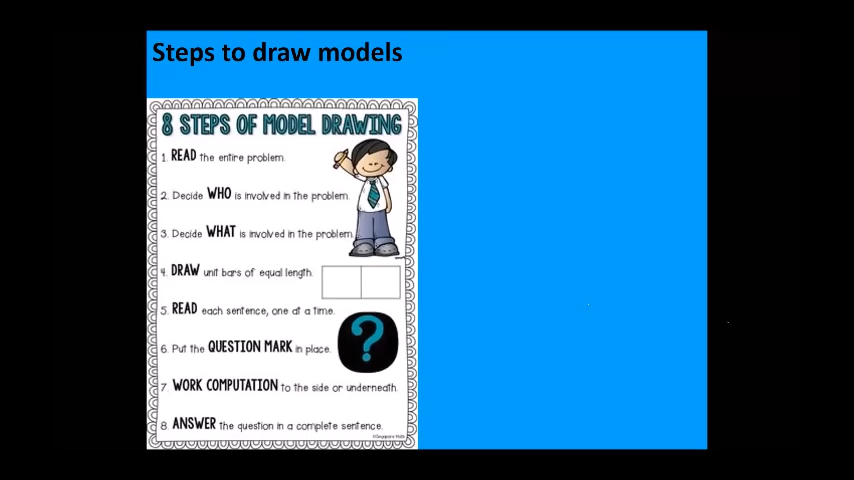 Steps to draw models
8 STEPS OF MODEL DRAWING
1. READ the entire problem.
2. Decide WHO is involved in the problem.
3. Decide WHAT is involved in the problem.
4. DRAW unit bars of equal length.
5. READ each sentence, one at a time.
6. Put the QUESTION MARK in place.
?
7. WORK COMPUTATION to the side or underneath.
8. ANSWER the question in a complete sentence.
©Singapore Math